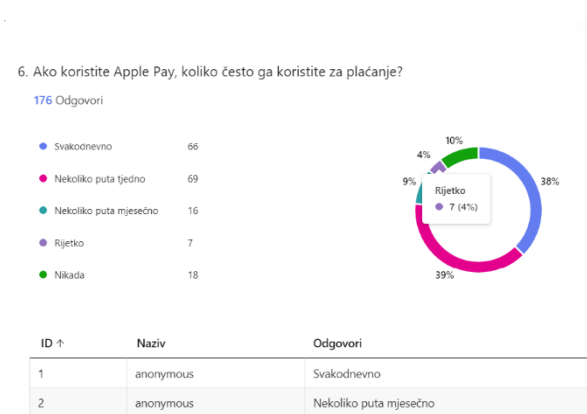 6. Ako koristite Apple Pay, koliko često ga koristite za plaćanje?
176 Odgovori
Svakodnevno 66
Nekoliko puta tjedno 69
Nekoliko puta mjesečno 16
Rijetko 7
Nikada 18
10%
4%
9%
38%
Rijetko
7 (4%)
39%
ID ↑ Naziv Odgovori
1 anonymous Svakodnevno
2 anonymous Nekoliko puta mjesečno